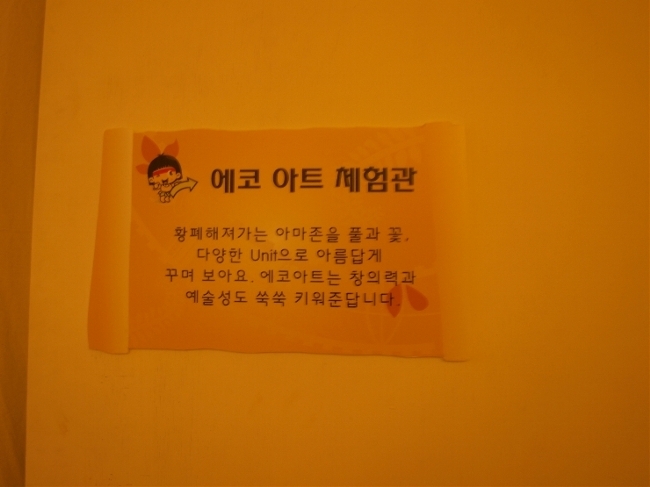 에코 아트 체험관
황폐해져가는 아마존을 풀과 꽃,
다양한 Unit으로 아름답게
꾸며 보아요. 에코아트는 창의력과
예술성도 쑥쑥 키워준답니다.